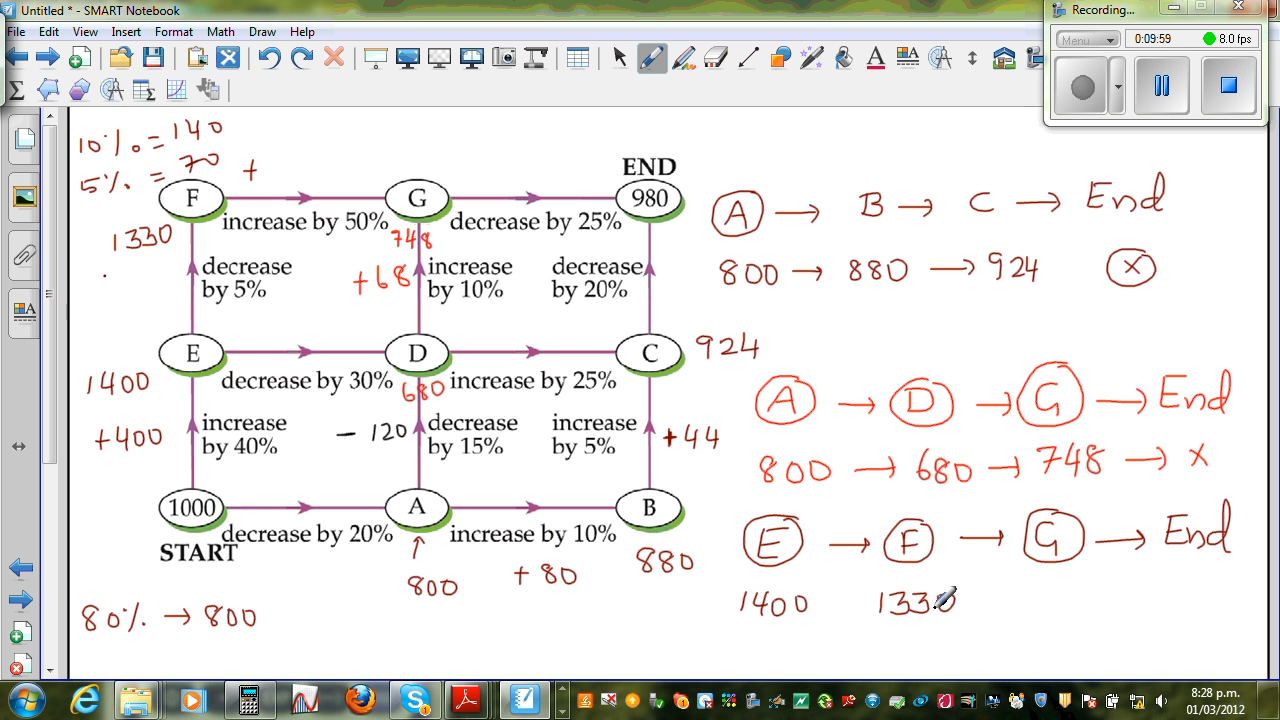 Untitled * - SMART Notebook
Recording...
File Edit View Insert Format Math Draw Help
Menu 0:09:59 8.0 fps
10% = 140
5% = 70
+
END
F increase by 50% G decrease by 25% 980
1330
748
decrease by 5%
+68
increase by 10%
decrease by 20%
E decrease by 30% D increase by 25% C
1400
680
924
+400
increase by 40%
- 120
decrease by 15%
increase by 5%
+44
1000 decrease by 20% A increase by 10% B
START
800
+ 80
880
80% → 800
A → B → C → End
800 → 880 → 924 x
A → D → G → End
800 → 680 → 748 → x
E → F → G → End
1400 1330
8:28 p.m.
01/03/2012